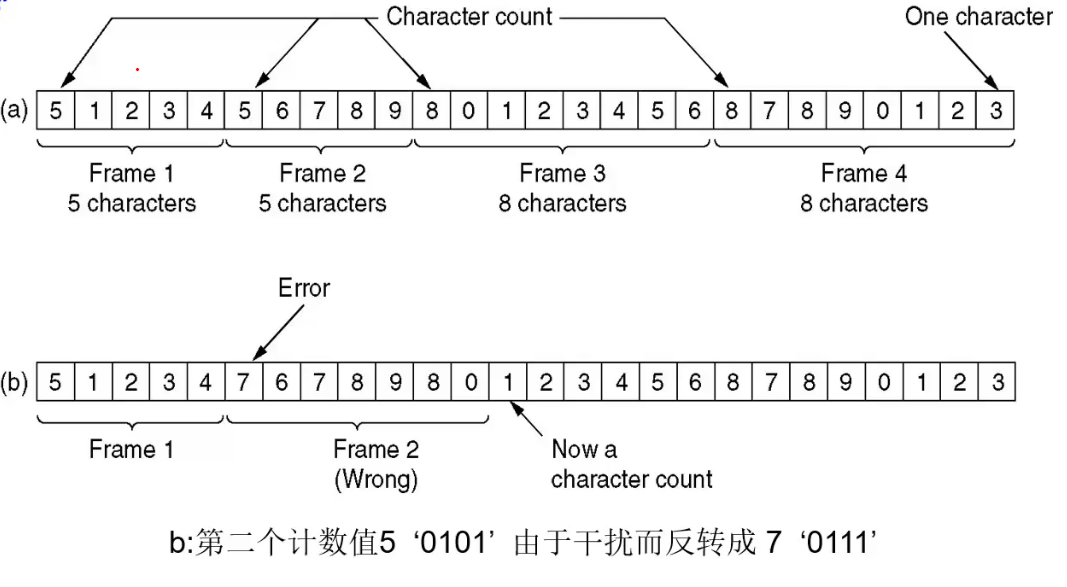 Character count
One character
(a) 5 1 2 3 4 5 6 7 8 9 8 0 1 2 3 4 5 6 8 7 8 9 0 1 2 3
Frame 1 Frame 2 Frame 3 Frame 4
5 characters 5 characters 8 characters 8 characters
Error
(b) 5 1 2 3 4 7 6 7 8 9 8 0 1 2 3 4 5 6 8 7 8 9 0 1 2 3
Frame 1 Frame 2 Now a
(Wrong) character count
b:第二个计数值5 ‘0101’ 由于干扰而反转成 7 ‘0111’